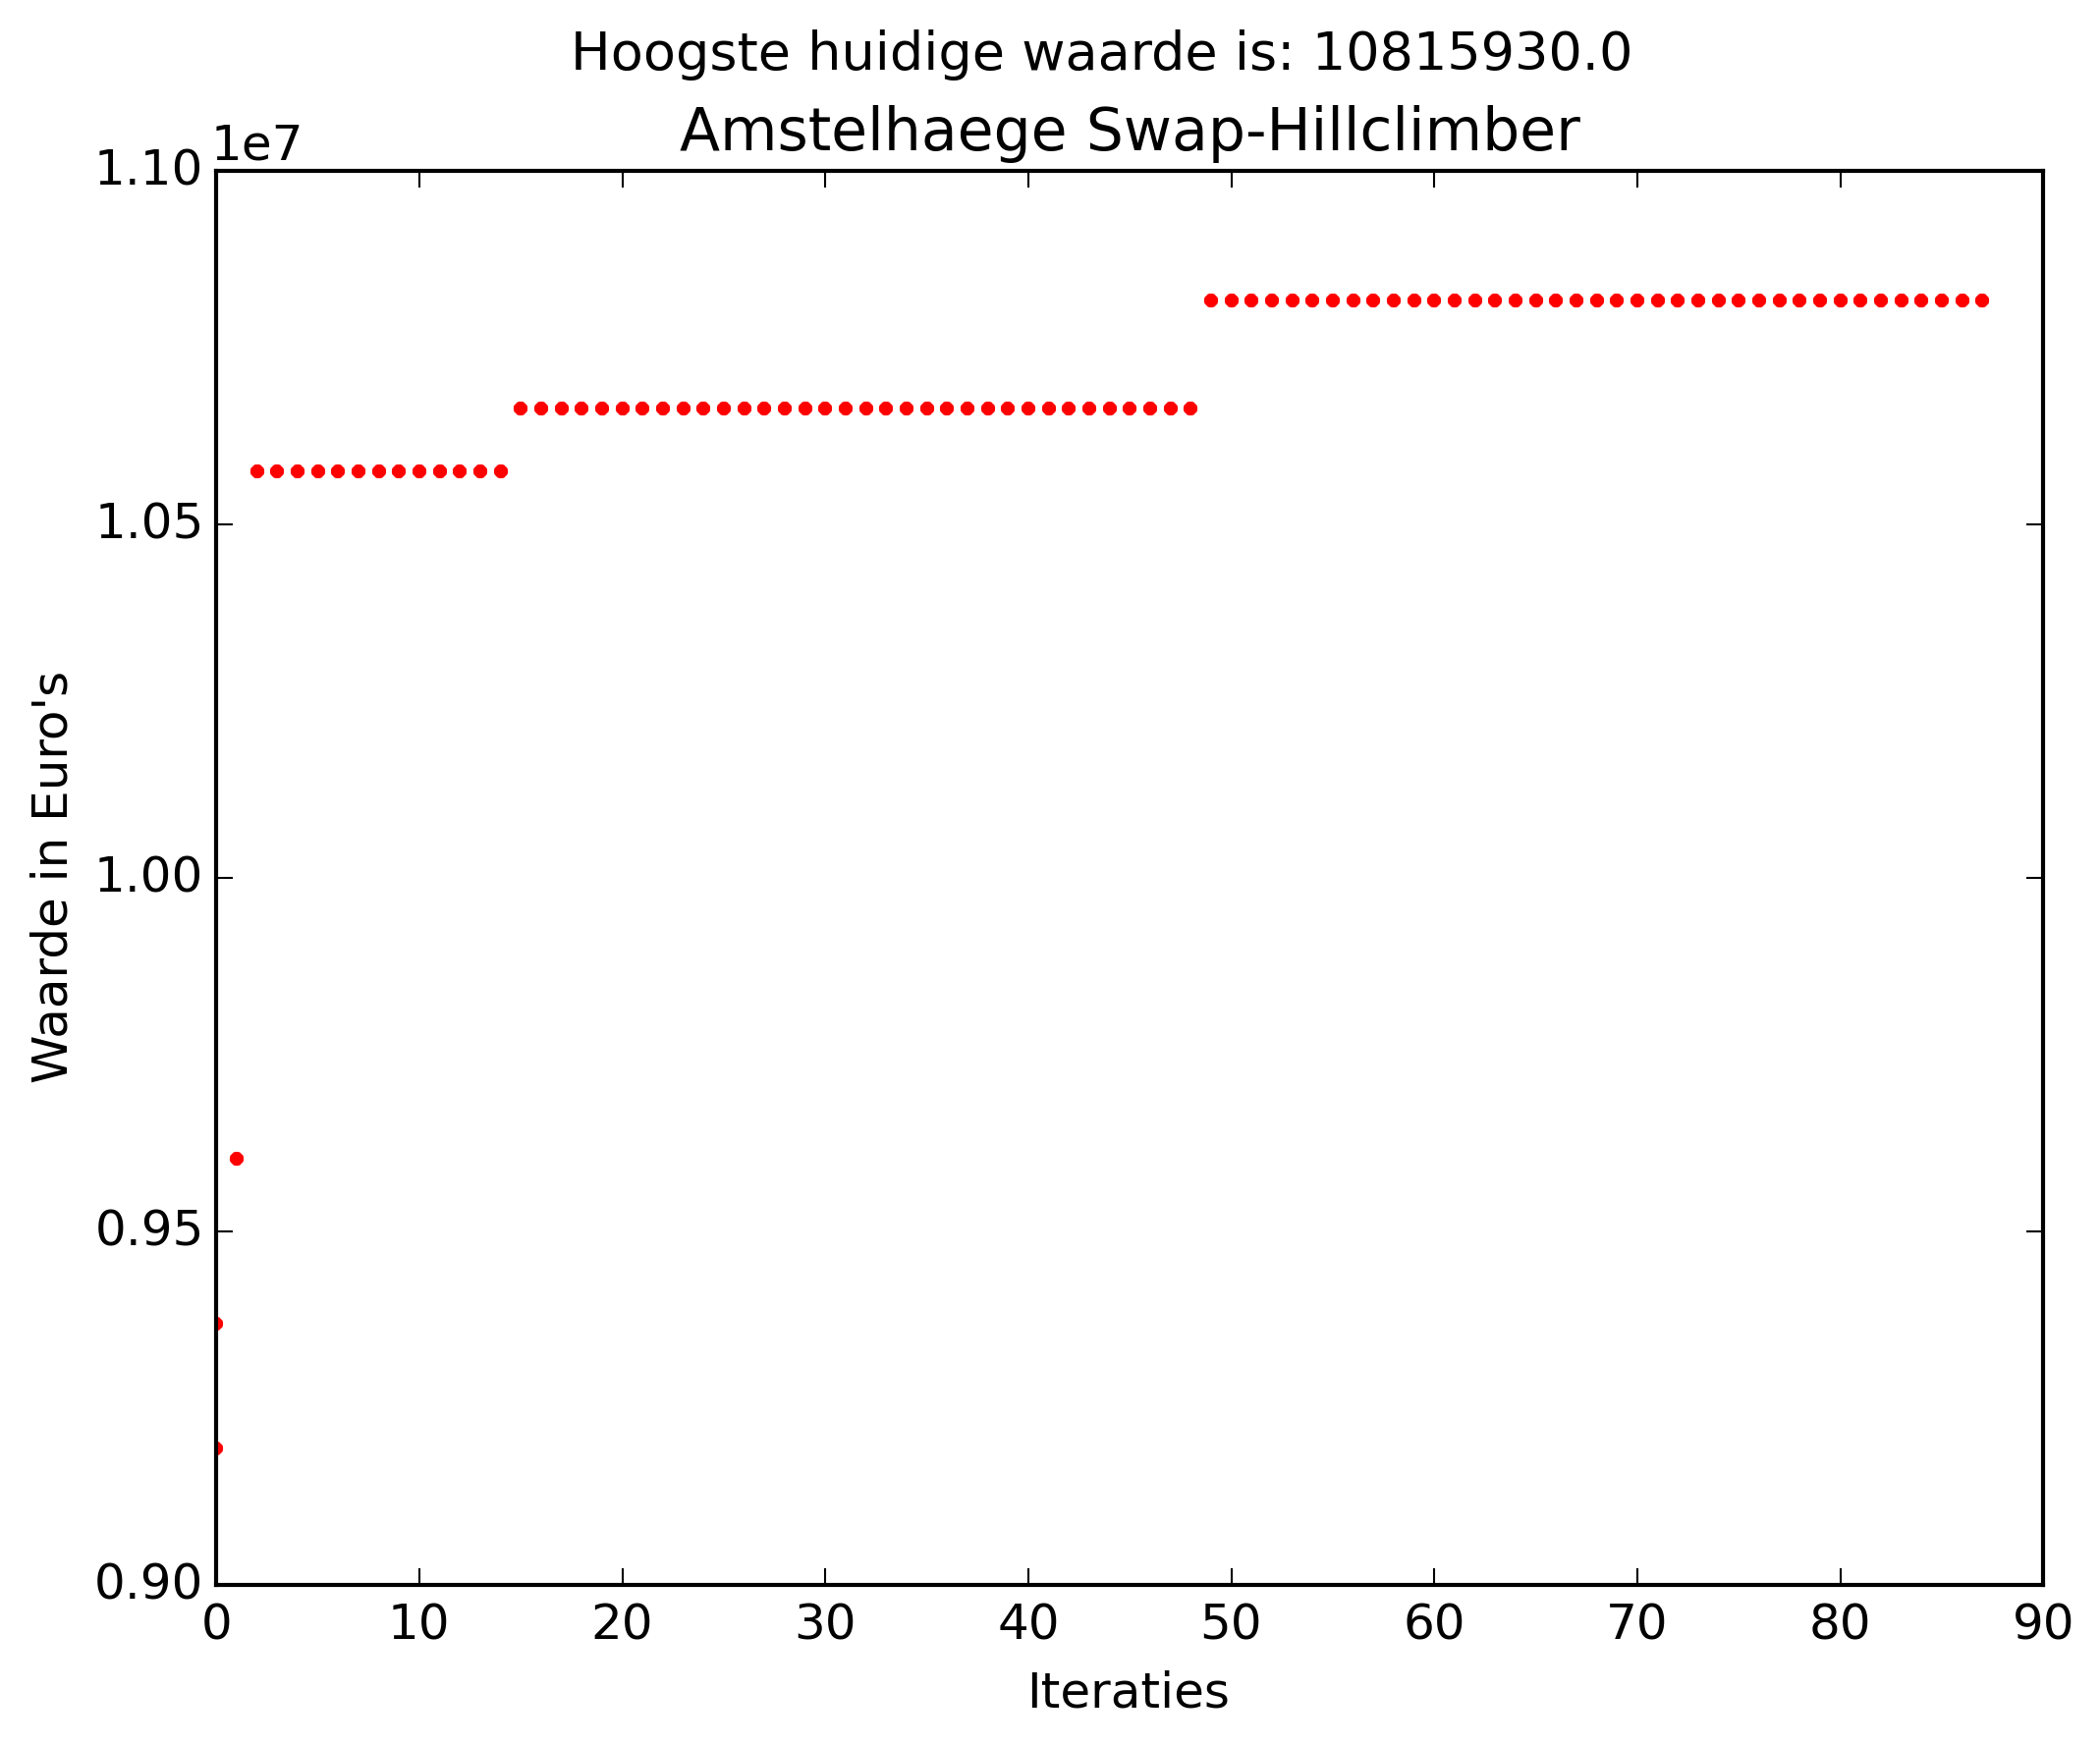 Hoogste huidige waarde is: 10815930.0
Amstelhaege Swap-Hillclimber
1e7
1.10
1.05
1.00
0.95
0.90
Waarde in Euro's
0 10 20 30 40 50 60 70 80 90
Iteraties